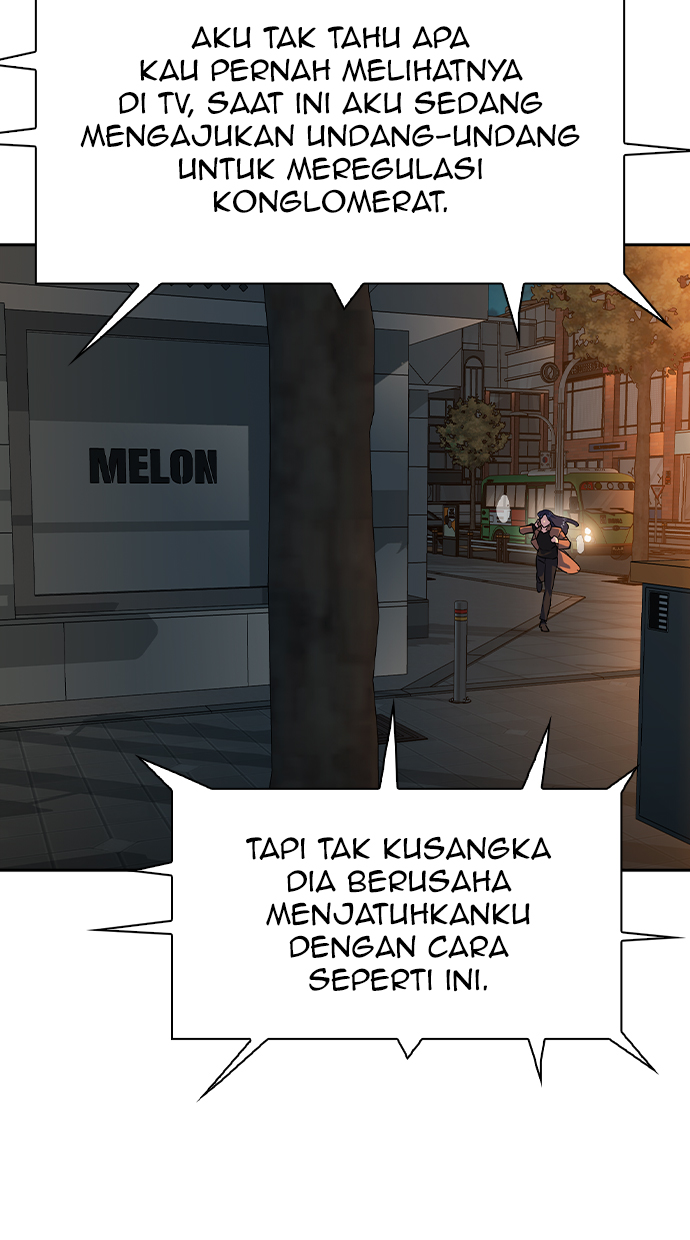 AKU TAK TAHU APA
KAU PERNAH MELIHATNYA
DI TV, SAAT INI AKU SEDANG
MENGAJUKAN UNDANG-UNDANG
UNTUK MEREGULASI
KONGLOMERAT.
MELON
TAPI TAK KUSANGKA
DIA BERUSAHA
MENJATUHKANKU
DENGAN CARA
SEPERTI INI.